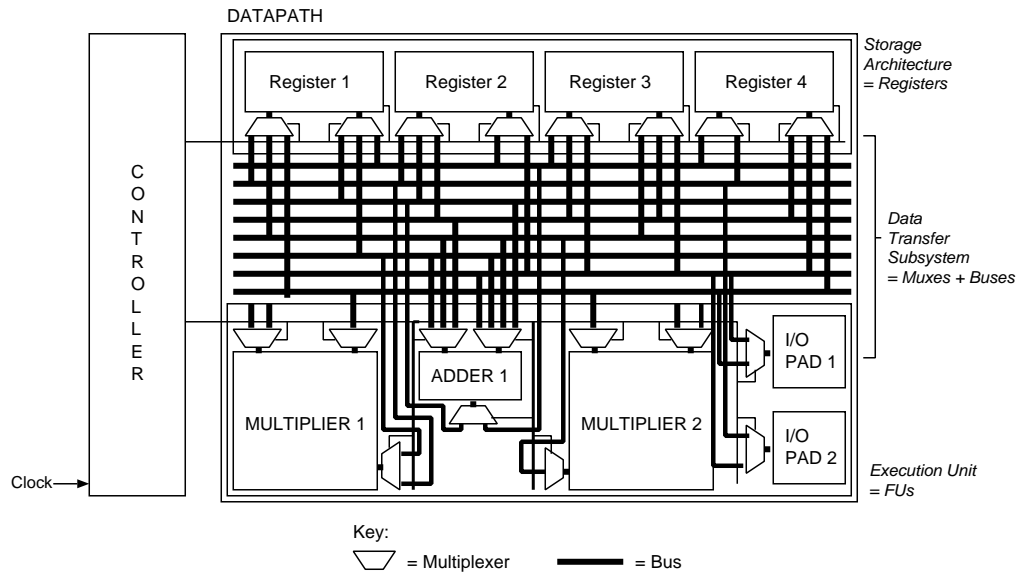 DATAPATH
Storage
Architecture
= Registers
Register 1
Register 2
Register 3
Register 4
CONTROLLER
Data
Transfer
Subsystem
= Muxes + Buses
I/O
PAD 1
ADDER 1
MULTIPLIER 1
MULTIPLIER 2
I/O
PAD 2
Clock
Execution Unit
= FUs
Key:
= Multiplexer
= Bus